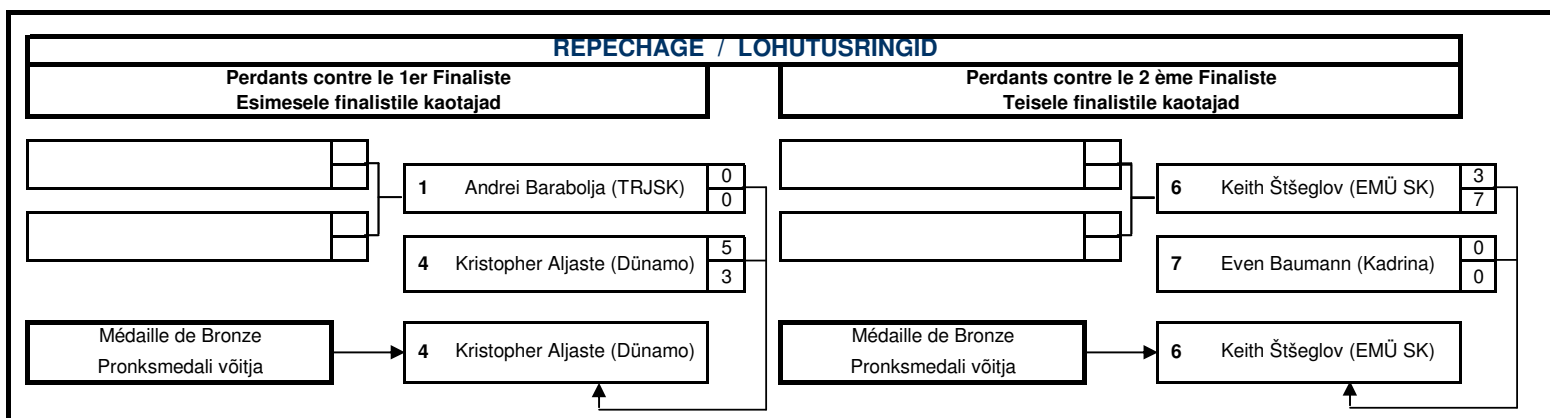 REPECHAGE / LOHUTUSRINGID
Perdants contre le 1er Finaliste
Esimesele finalistile kaotajad
Perdants contre le 2 ème Finaliste
Teisele finalistile kaotajad
1 Andrei Barabolja (TRJSK) 0
0
4 Kristopher Aljaste (Dünamo) 5
3
6 Keith Štšeglov (EMÜ SK) 3
7
7 Even Baumann (Kadrina) 0
0
Médaille de Bronze
Pronksmedali võitja
4 Kristopher Aljaste (Dünamo)
Médaille de Bronze
Pronksmedali võitja
6 Keith Štšeglov (EMÜ SK)